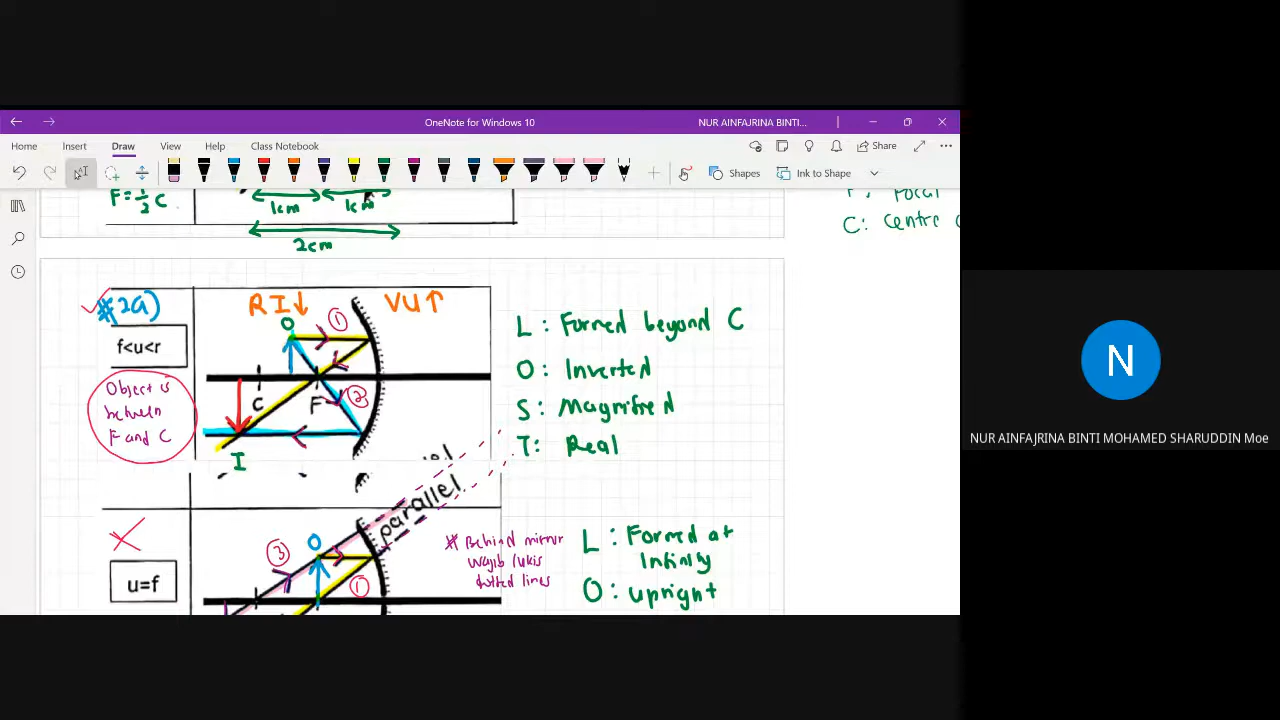 OneNote for Windows 10
NUR AINFAJRINA BINTI...
Home Insert Draw View Help Class Notebook
Share
Shapes
Ink to Shape
F=½C
1cm 1cm
2cm
F: Focal
C: Centre
#2a)
f<u<r
Object is
between
F and C
RI↓ VU↑
O
①
②
C
F
I
L: Formed beyond C
O: Inverted
S: Magnified
T: Real
parallel
u=f
③
O
①
# Behind mirror
wajib lukis
dotted lines
L: Formed at
infinity
O: upright
N
NUR AINFAJRINA BINTI MOHAMED SHARUDDIN Moe